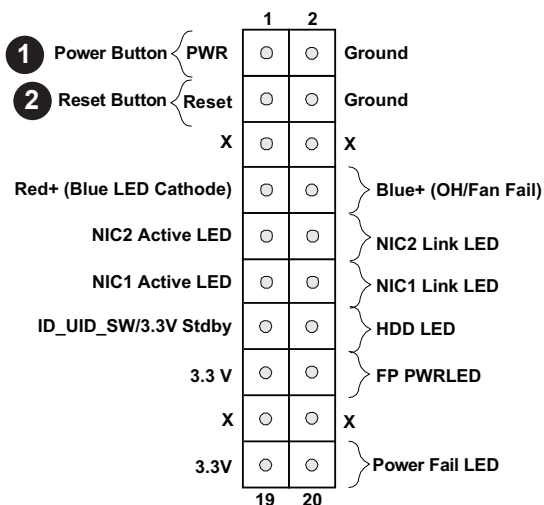 1 2
1 Power Button PWR Ground
2 Reset Button Reset Ground
X X
Red+ (Blue LED Cathode) Blue+ (OH/Fan Fail)
NIC2 Active LED NIC2 Link LED
NIC1 Active LED NIC1 Link LED
ID_UID_SW/3.3V Stdby HDD LED
3.3 V FP PWRLED
X X
3.3V Power Fail LED
19 20